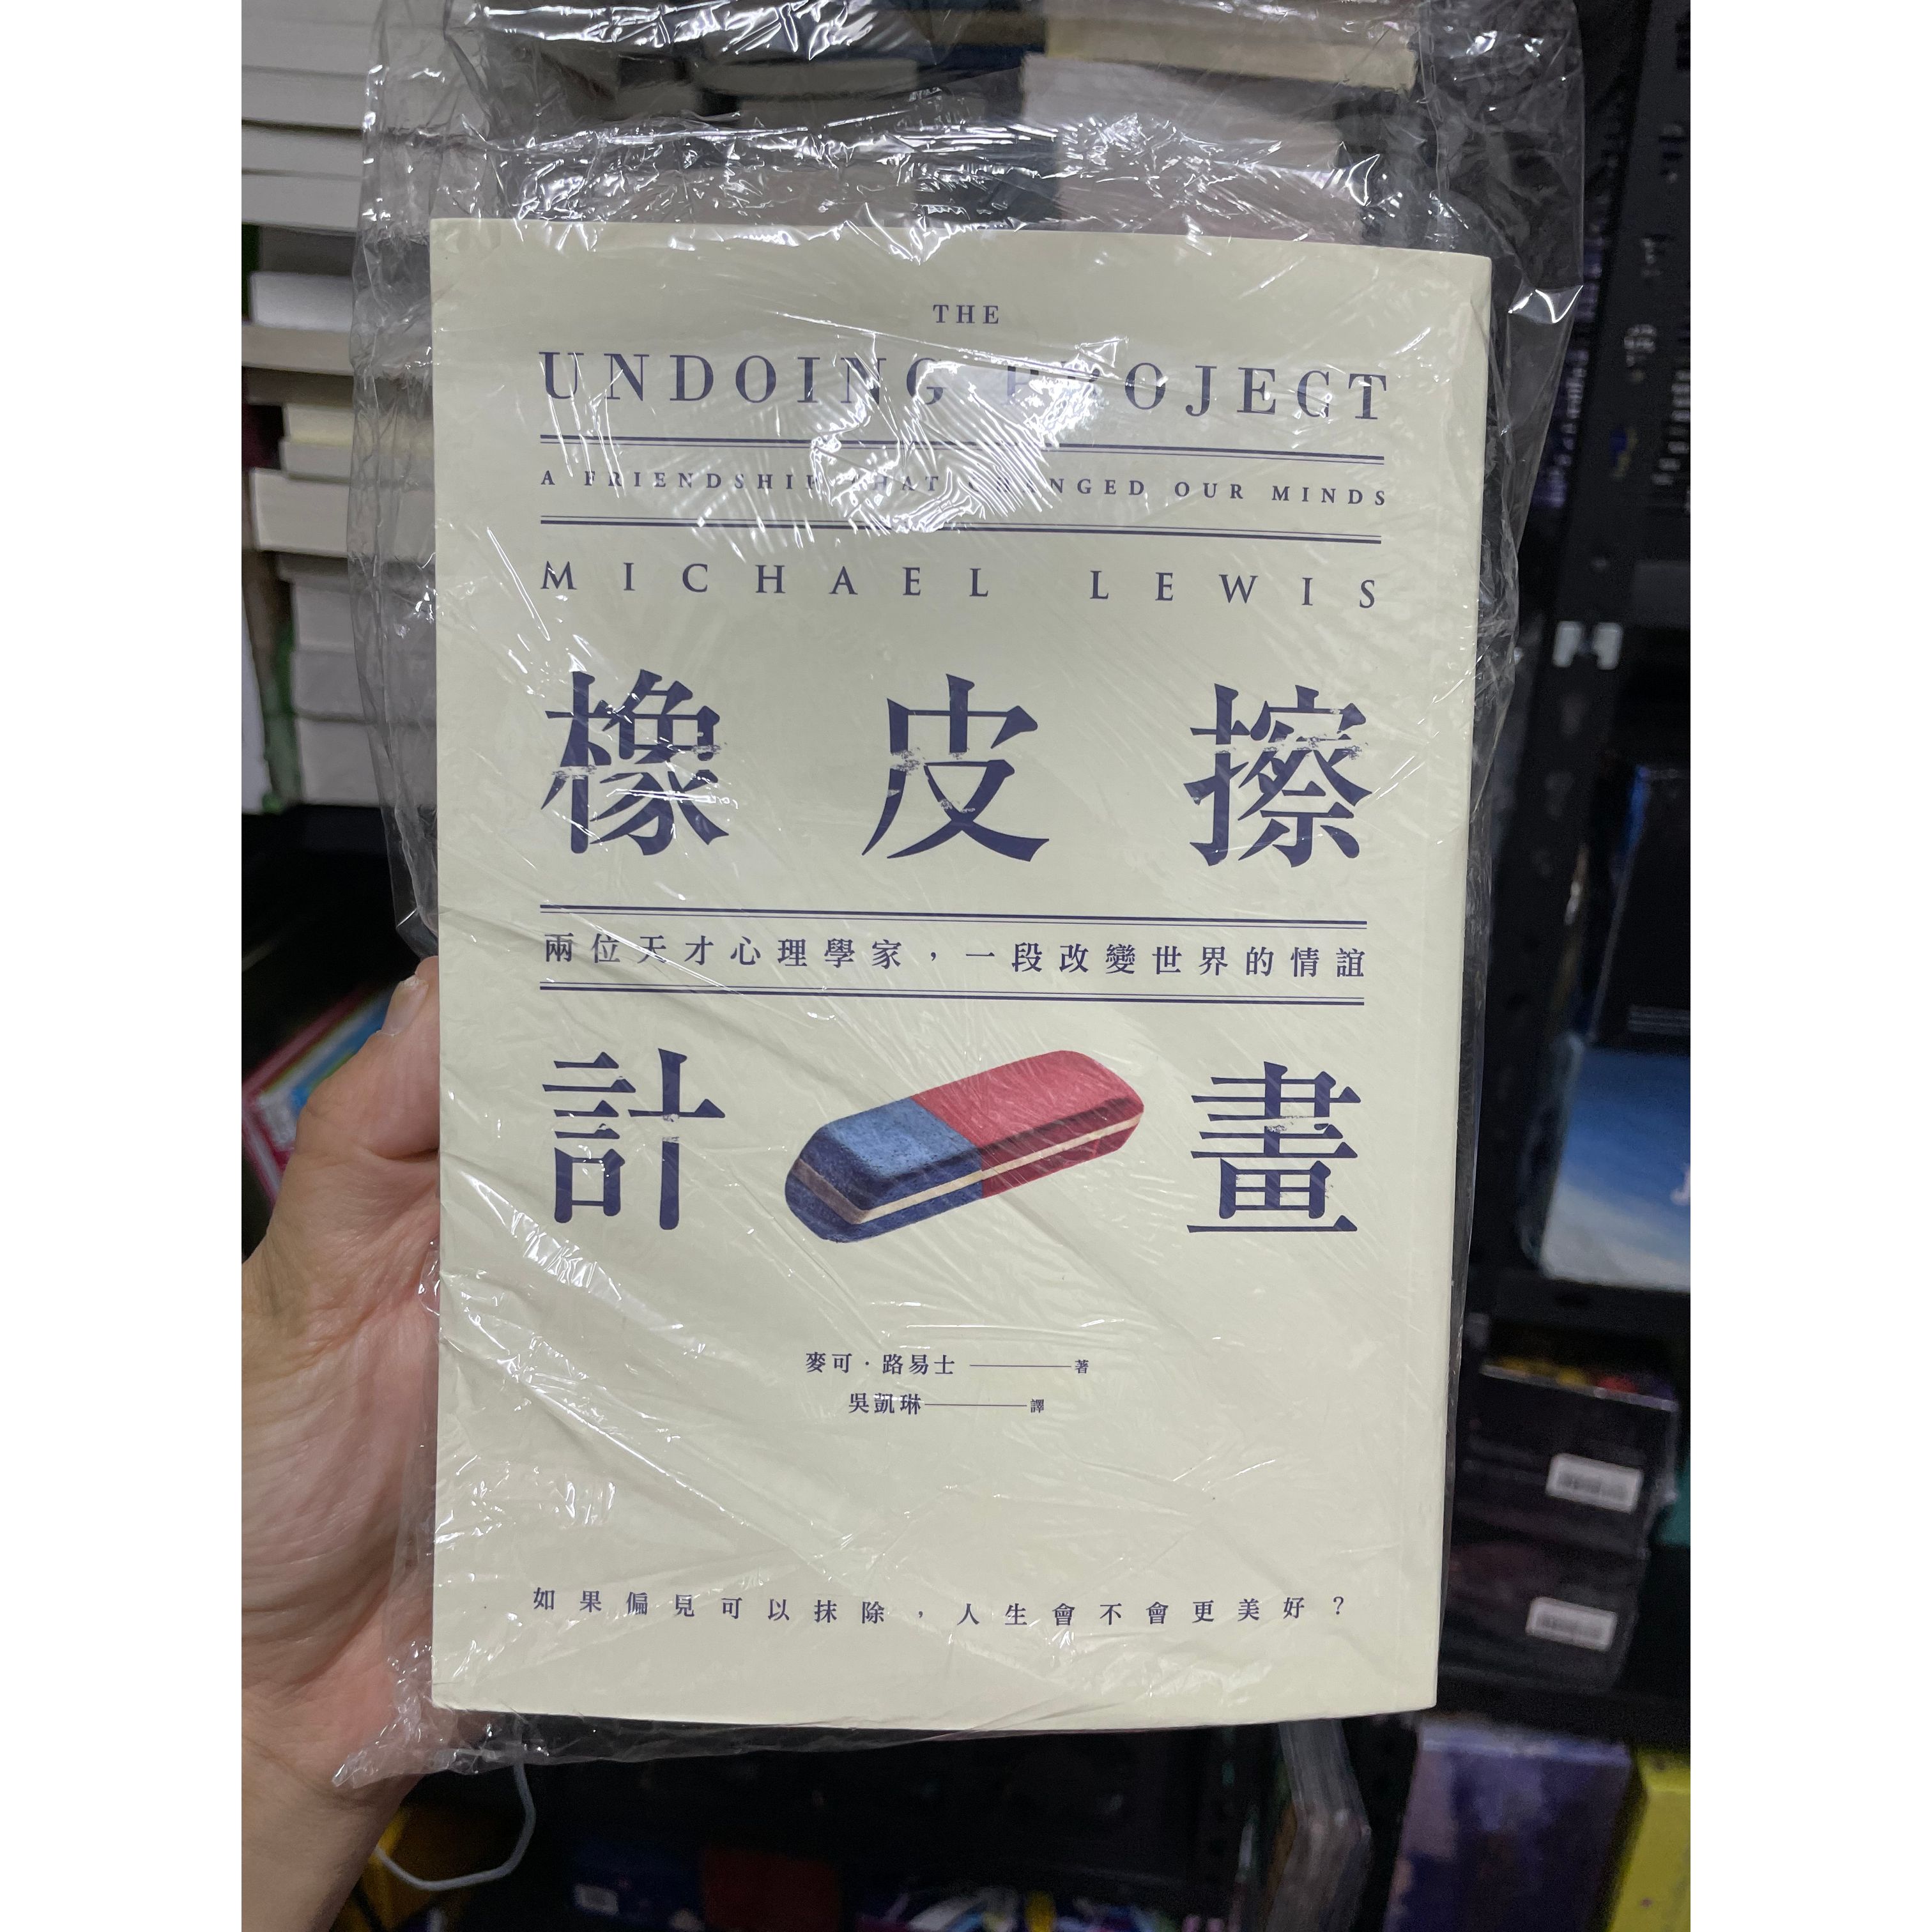 THE
UNDOING PROJECT
A FRIENDSHIP THAT CHANGED OUR MINDS
MICHAEL LEWIS
橡皮擦
兩位天才心理學家，一段改變世界的情誼
計畫
麥可·路易士 著
吳凱琳 譯
如果偏見可以抹除，人生會不會更美好？